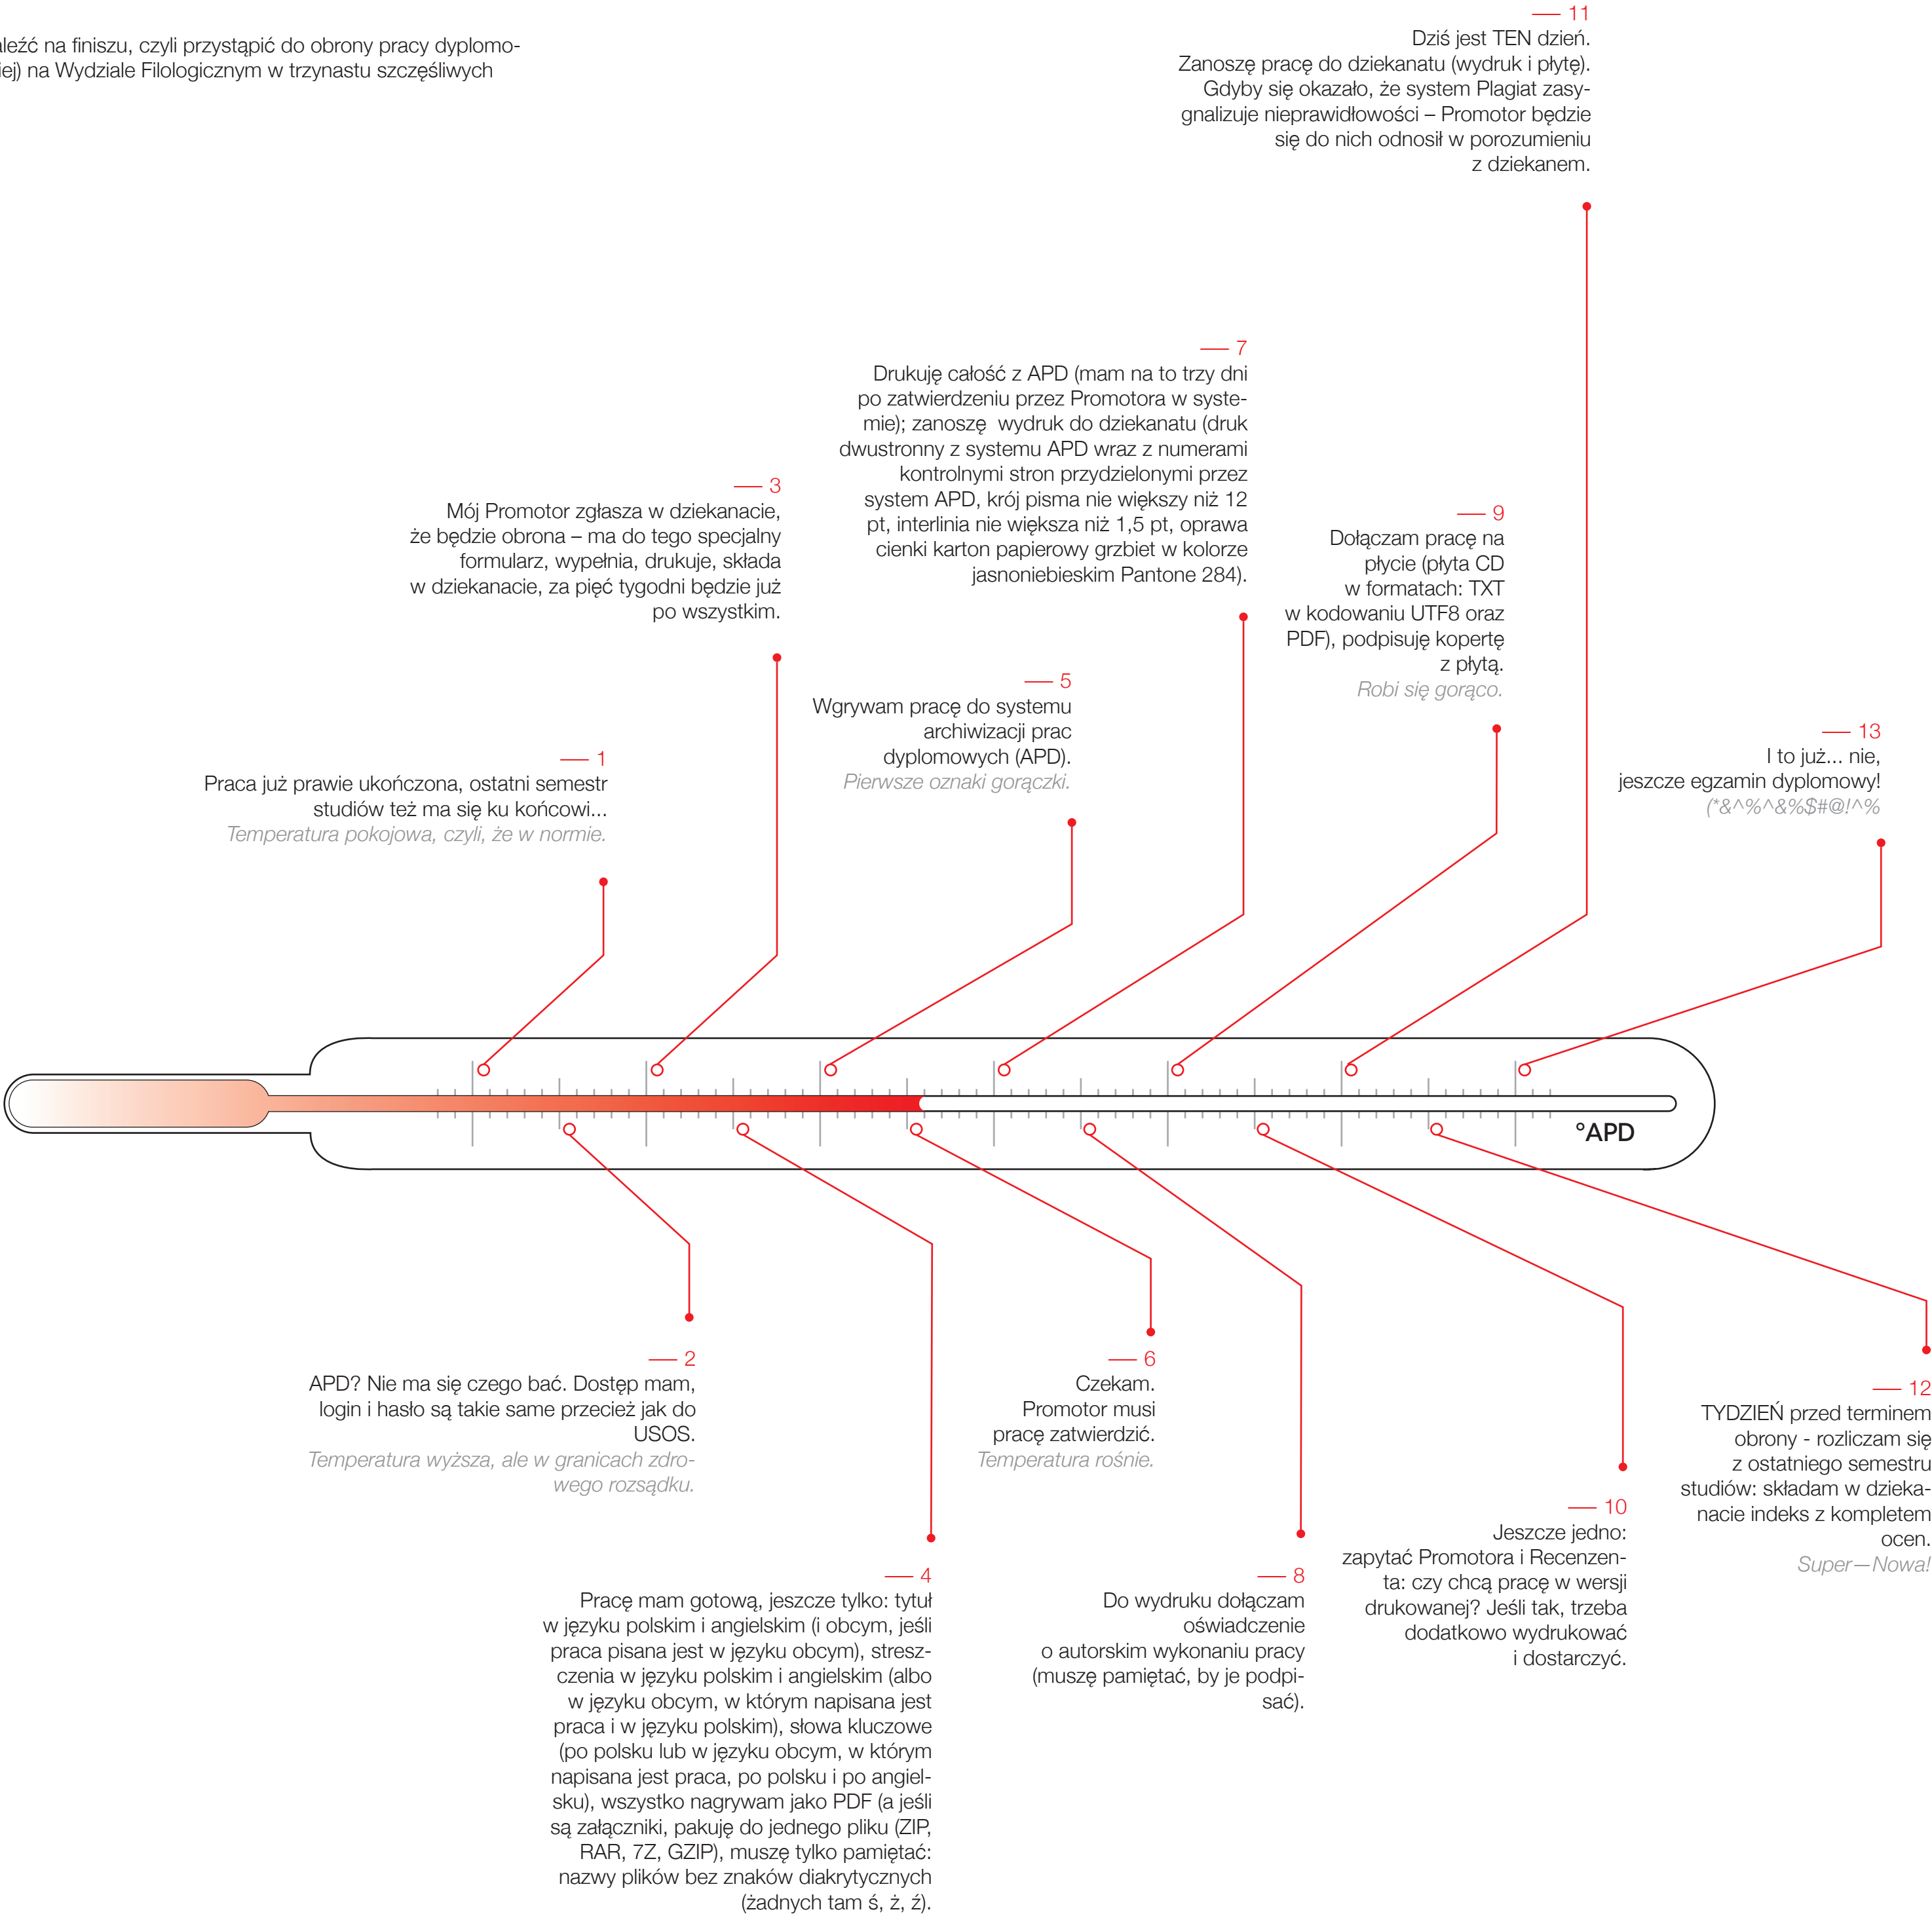 aleźć na finiszu, czyli przystąpić do obrony pracy dyplomo-
iej) na Wydziale Filologicznym w trzynastu szczęśliwych
— 1
Praca już prawie ukończona, ostatni semestr
studiów też ma się ku końcowi...
Temperatura pokojowa, czyli, że w normie.
— 2
APD? Nie ma się czego bać. Dostęp mam,
login i hasło są takie same przecież jak do
USOS.
Temperatura wyższa, ale w granicach zdro-
wego rozsądku.
— 3
Mój Promotor zgłasza w dziekanacie,
że będzie obrona – ma do tego specjalny
formularz, wypełnia, drukuje, składa
w dziekanacie, za pięć tygodni będzie już
po wszystkim.
— 4
Pracę mam gotową, jeszcze tylko: tytuł
w języku polskim i angielskim (i obcym, jeśli
praca pisana jest w języku obcym), stresz-
czenia w języku polskim i angielskim (albo
w języku obcym, w którym napisana jest
praca i w języku polskim), słowa kluczowe
(po polsku lub w języku obcym, w którym
napisana jest praca, po polsku i po angiel-
sku), wszystko nagrywam jako PDF (a jeśli
są załączniki, pakuję do jednego pliku (ZIP,
RAR, 7Z, GZIP), muszę tylko pamiętać:
nazwy plików bez znaków diakrytycznych
(żadnych tam ś, ż, ź).
— 5
Wgrywam pracę do systemu
archiwizacji prac
dyplomowych (APD).
Pierwsze oznaki gorączki.
— 6
Czekam.
Promotor musi
pracę zatwierdzić.
Temperatura rośnie.
— 7
Drukuję całość z APD (mam na to trzy dni
po zatwierdzeniu przez Promotora w syste-
mie); zanoszę  wydruk do dziekanatu (druk
dwustronny z systemu APD wraz z numerami
kontrolnymi stron przydzielonymi przez
system APD, krój pisma nie większy niż 12
pt, interlinia nie większa niż 1,5 pt, oprawa
cienki karton papierowy grzbiet w kolorze
jasnoniebieskim Pantone 284).
— 8
Do wydruku dołączam
oświadczenie
o autorskim wykonaniu pracy
(muszę pamiętać, by je podpi-
sać).
— 9
Dołączam pracę na
płycie (płyta CD
w formatach: TXT
w kodowaniu UTF8 oraz
PDF), podpisuję kopertę
z płytą.
Robi się gorąco.
— 10
Jeszcze jedno:
zapytać Promotora i Recenzen-
ta: czy chcą pracę w wersji
drukowanej? Jeśli tak, trzeba
dodatkowo wydrukować
i dostarczyć.
— 11
Dziś jest TEN dzień.
Zanoszę pracę do dziekanatu (wydruk i płytę).
Gdyby się okazało, że system Plagiat zasy-
gnalizuje nieprawidłowości – Promotor będzie
się do nich odnosił w porozumieniu
z dziekanem.
— 12
TYDZIEŃ przed terminem
obrony - rozliczam się
z ostatniego semestru
studiów: składam w dzieka-
nacie indeks z kompletem
ocen.
Super—Nowa!
— 13
I to już... nie,
jeszcze egzamin dyplomowy!
(*&^%^&%$#@!^%
°APD